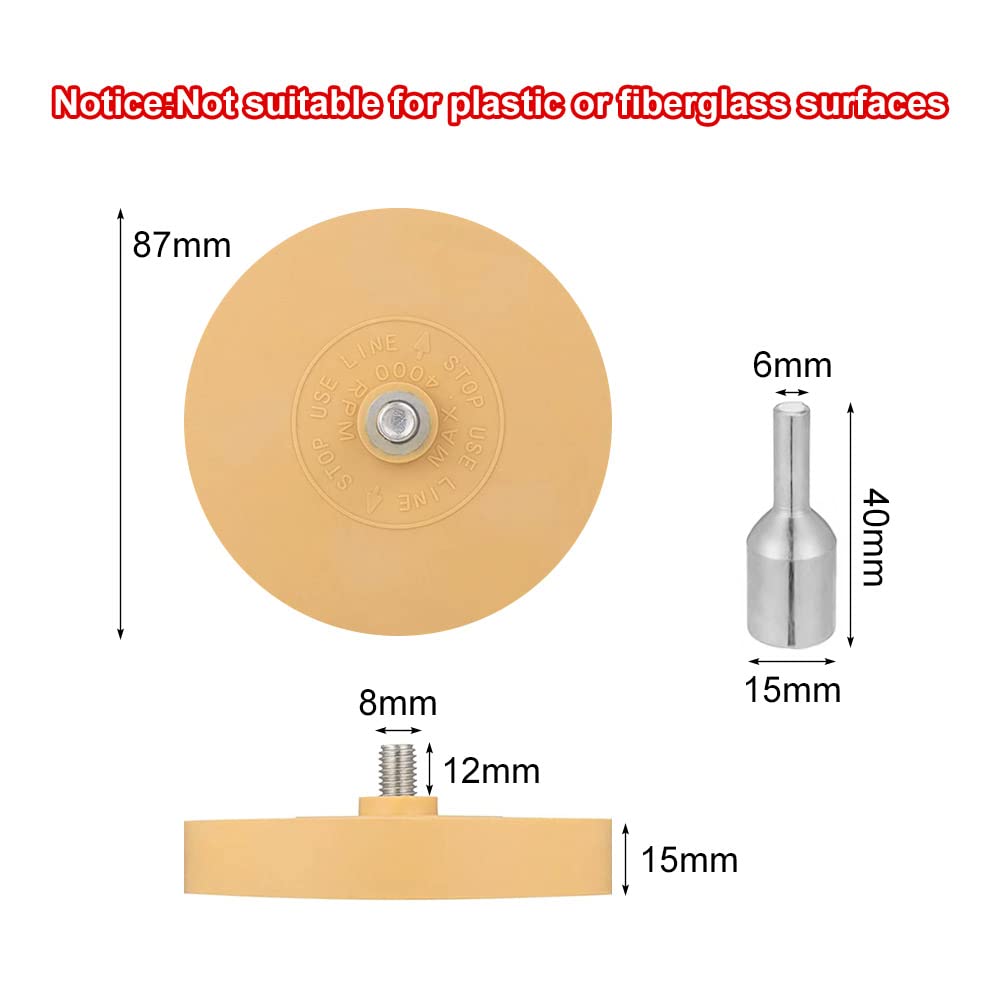 Notice:Not suitable for plastic or fiberglass surfaces
87mm
STOP USE LINE
STOP USE LINE
4000 RPM
MAX.
6mm
40mm
15mm
8mm
12mm
15mm